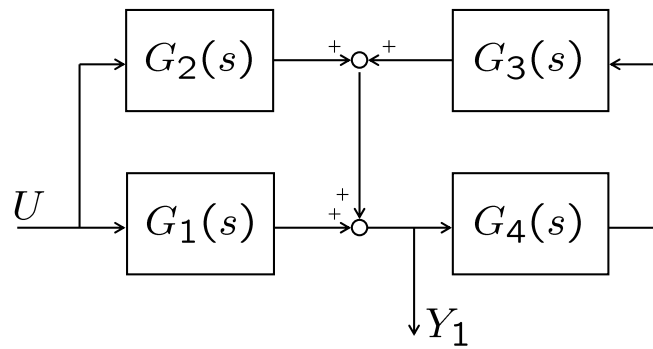 G₂(s)
+ +
G₃(s)
U
G₁(s)
+
+
G₄(s)
Y₁